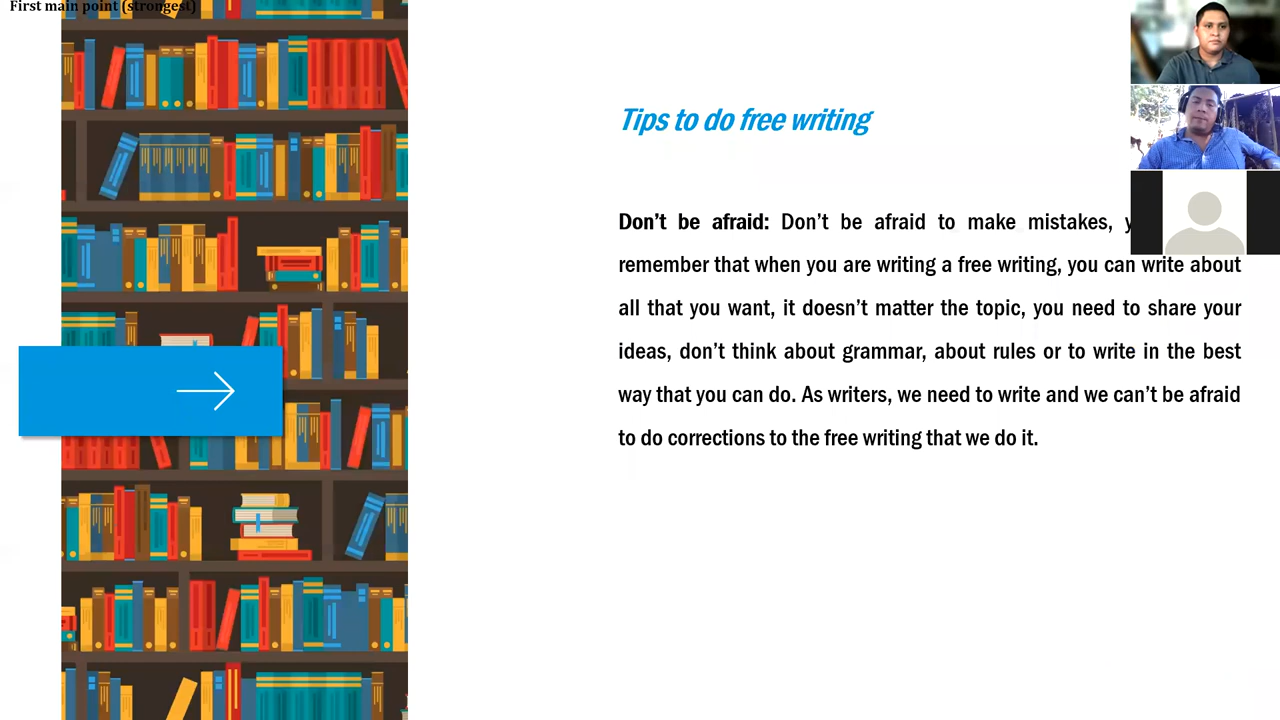 First main point (strongest)
Tips to do free writing
Don't be afraid: Don't be afraid to make mistakes,
remember that when you are writing a free writing, you can write about
all that you want, it doesn't matter the topic, you need to share your
ideas, don't think about grammar, about rules or to write in the best
way that you can do. As writers, we need to write and we can't be afraid
to do corrections to the free writing that we do it.